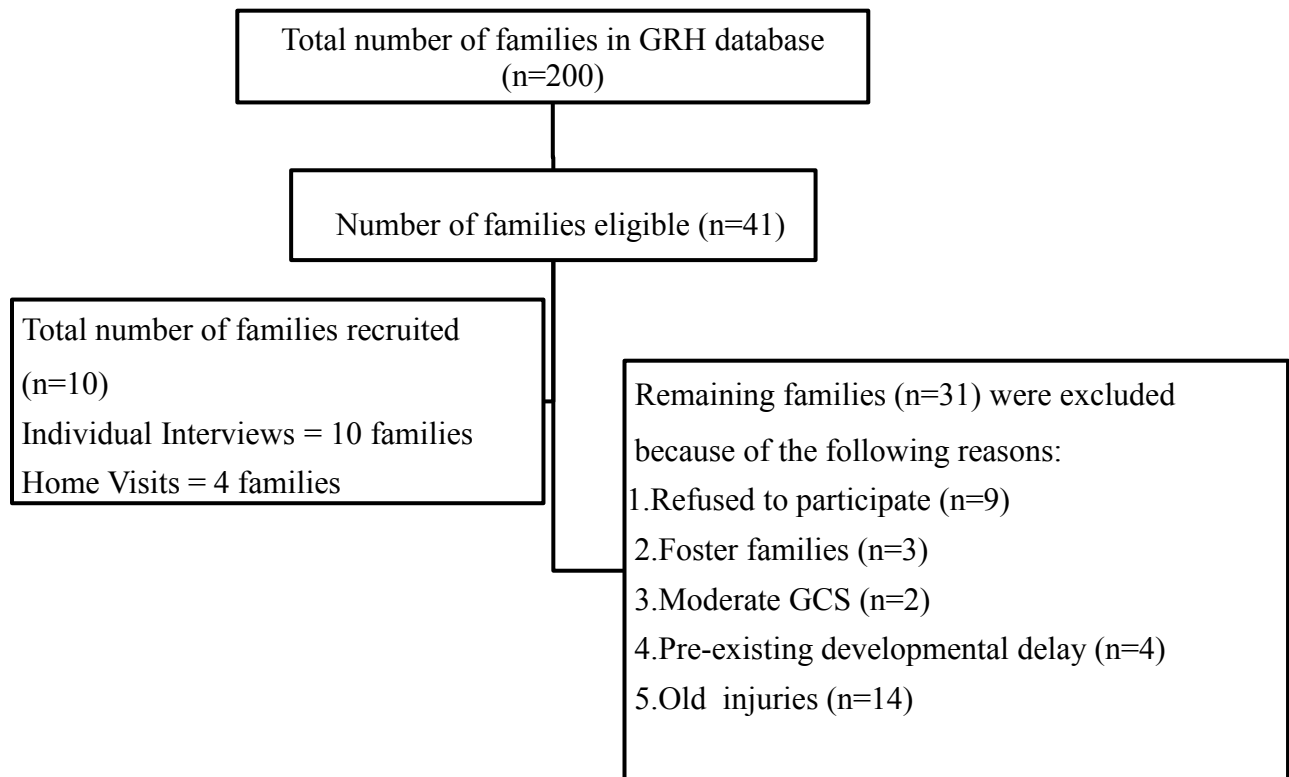 Total number of families in GRH database
(n=200)
Number of families eligible (n=41)
Total number of families recruited
(n=10)
Individual Interviews = 10 families
Home Visits = 4 families
Remaining families (n=31) were excluded
because of the following reasons:
1.Refused to participate (n=9)
2.Foster families (n=3)
3.Moderate GCS (n=2)
4.Pre-existing developmental delay (n=4)
5.Old  injuries (n=14)